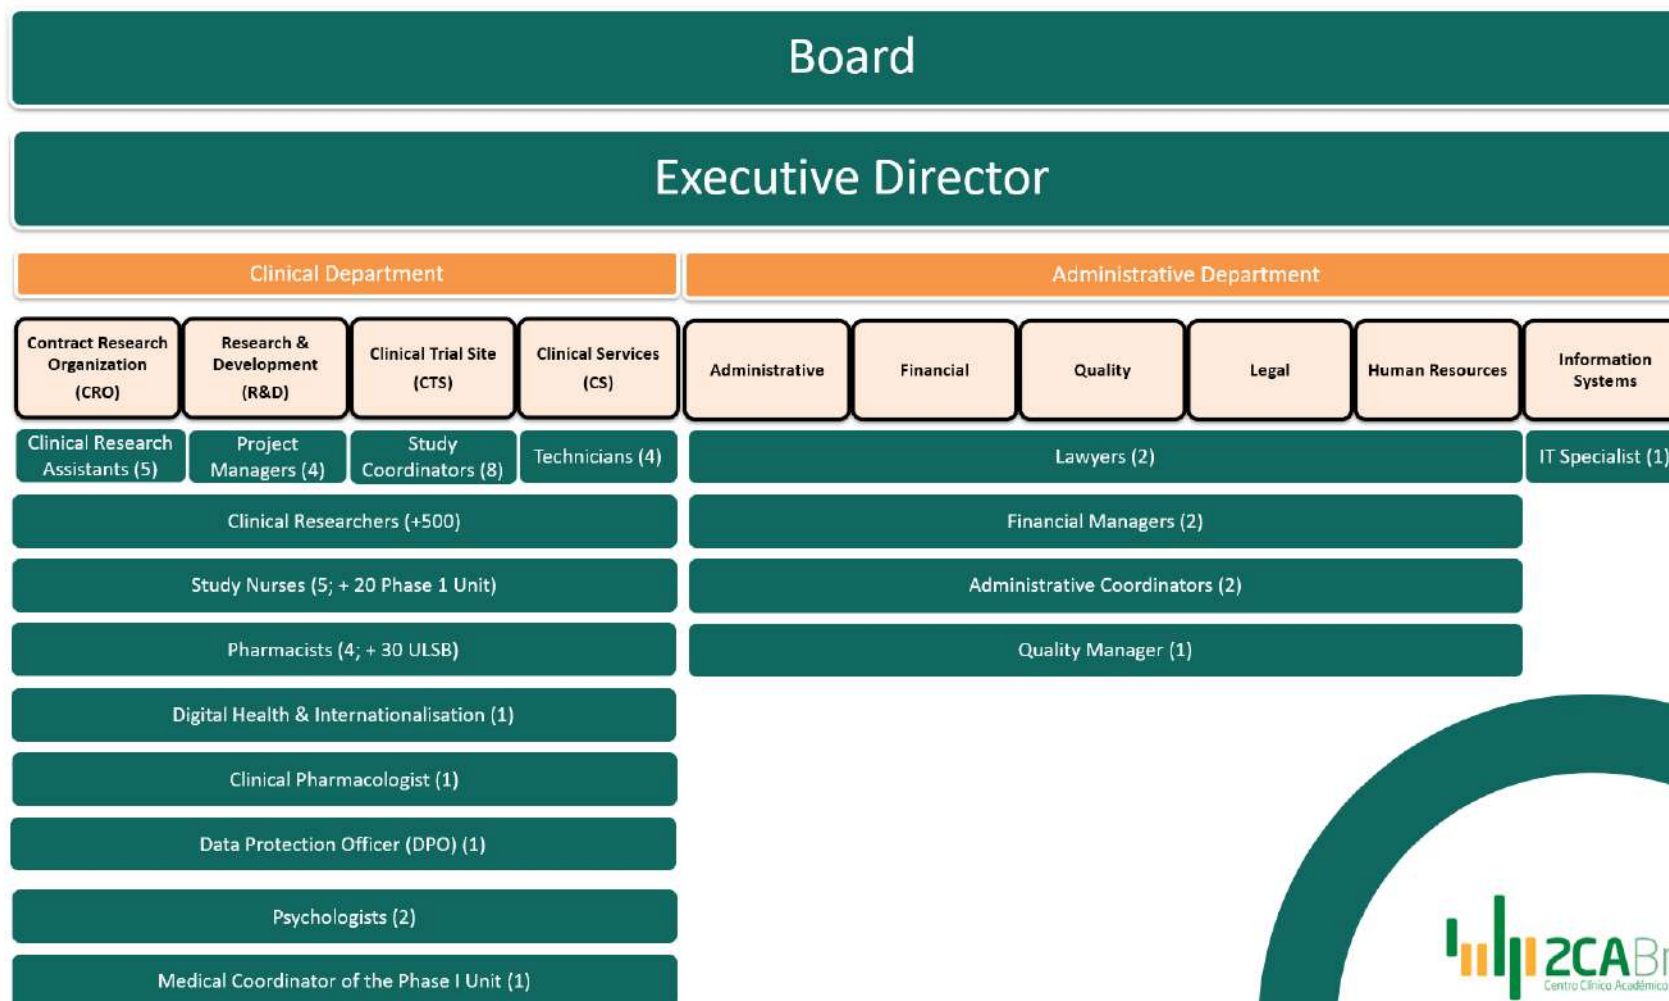 Board
Executive Director
Clinical Department
Administrative Department
Contract Research
Organization
(CRO)
Research &
Development
(R&D)
Clinical Trial Site
(CTS)
Clinical Services
(CS)
Administrative
Financial
Quality
Legal
Human Resources
Information
Systems
Clinical Research
Assistants (5)
Project
Managers (4)
Study
Coordinators (8)
Technicians (4)
Lawyers (2)
IT Specialist (1)
Clinical Researchers (+500)
Financial Managers (2)
Study Nurses (5; + 20 Phase 1 Unit)
Administrative Coordinators (2)
Pharmacists (4; + 30 ULSB)
Quality Manager (1)
Digital Health & Internationalisation (1)
Clinical Pharmacologist (1)
Data Protection Officer (DPO) (1)
Psychologists (2)
Medical Coordinator of the Phase I Unit (1)
2CABr
Centro Clínico Académico